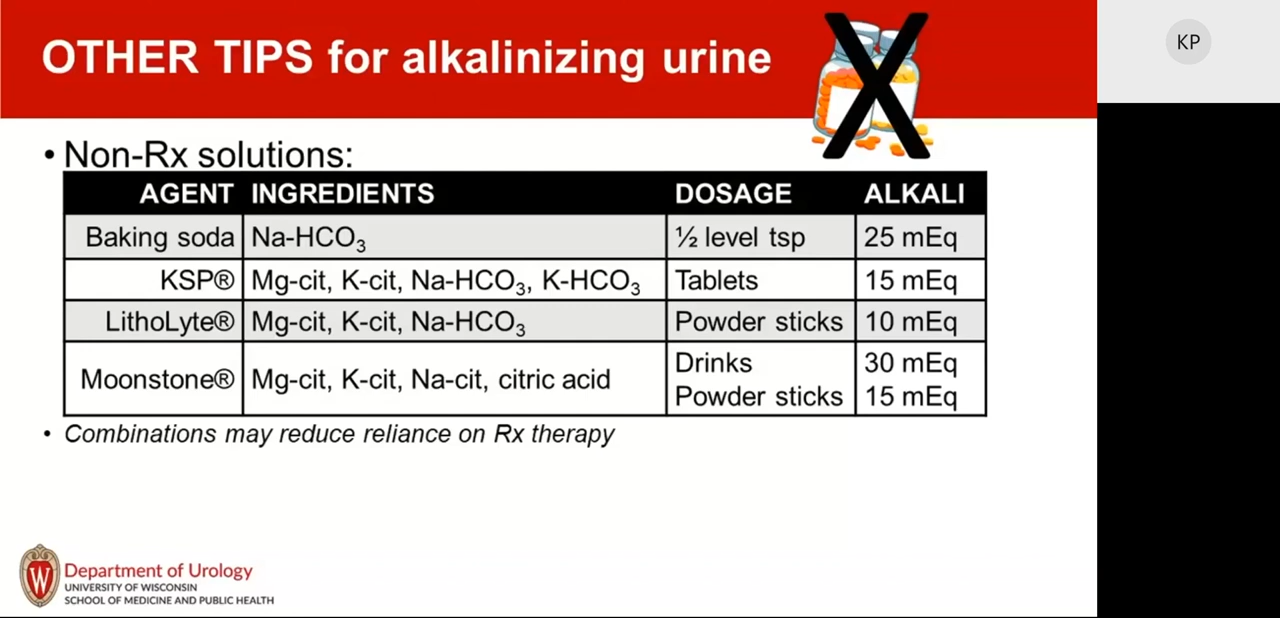 OTHER TIPS for alkalinizing urine
KP
• Non-Rx solutions:
AGENT INGREDIENTS DOSAGE ALKALI
Baking soda Na-HCO₃ ½ level tsp 25 mEq
KSP® Mg-cit, K-cit, Na-HCO₃, K-HCO₃ Tablets 15 mEq
LithoLyte® Mg-cit, K-cit, Na-HCO₃ Powder sticks 10 mEq
Moonstone® Mg-cit, K-cit, Na-cit, citric acid Drinks 30 mEq
Powder sticks 15 mEq
• Combinations may reduce reliance on Rx therapy
W
Department of Urology
UNIVERSITY OF WISCONSIN
SCHOOL OF MEDICINE AND PUBLIC HEALTH